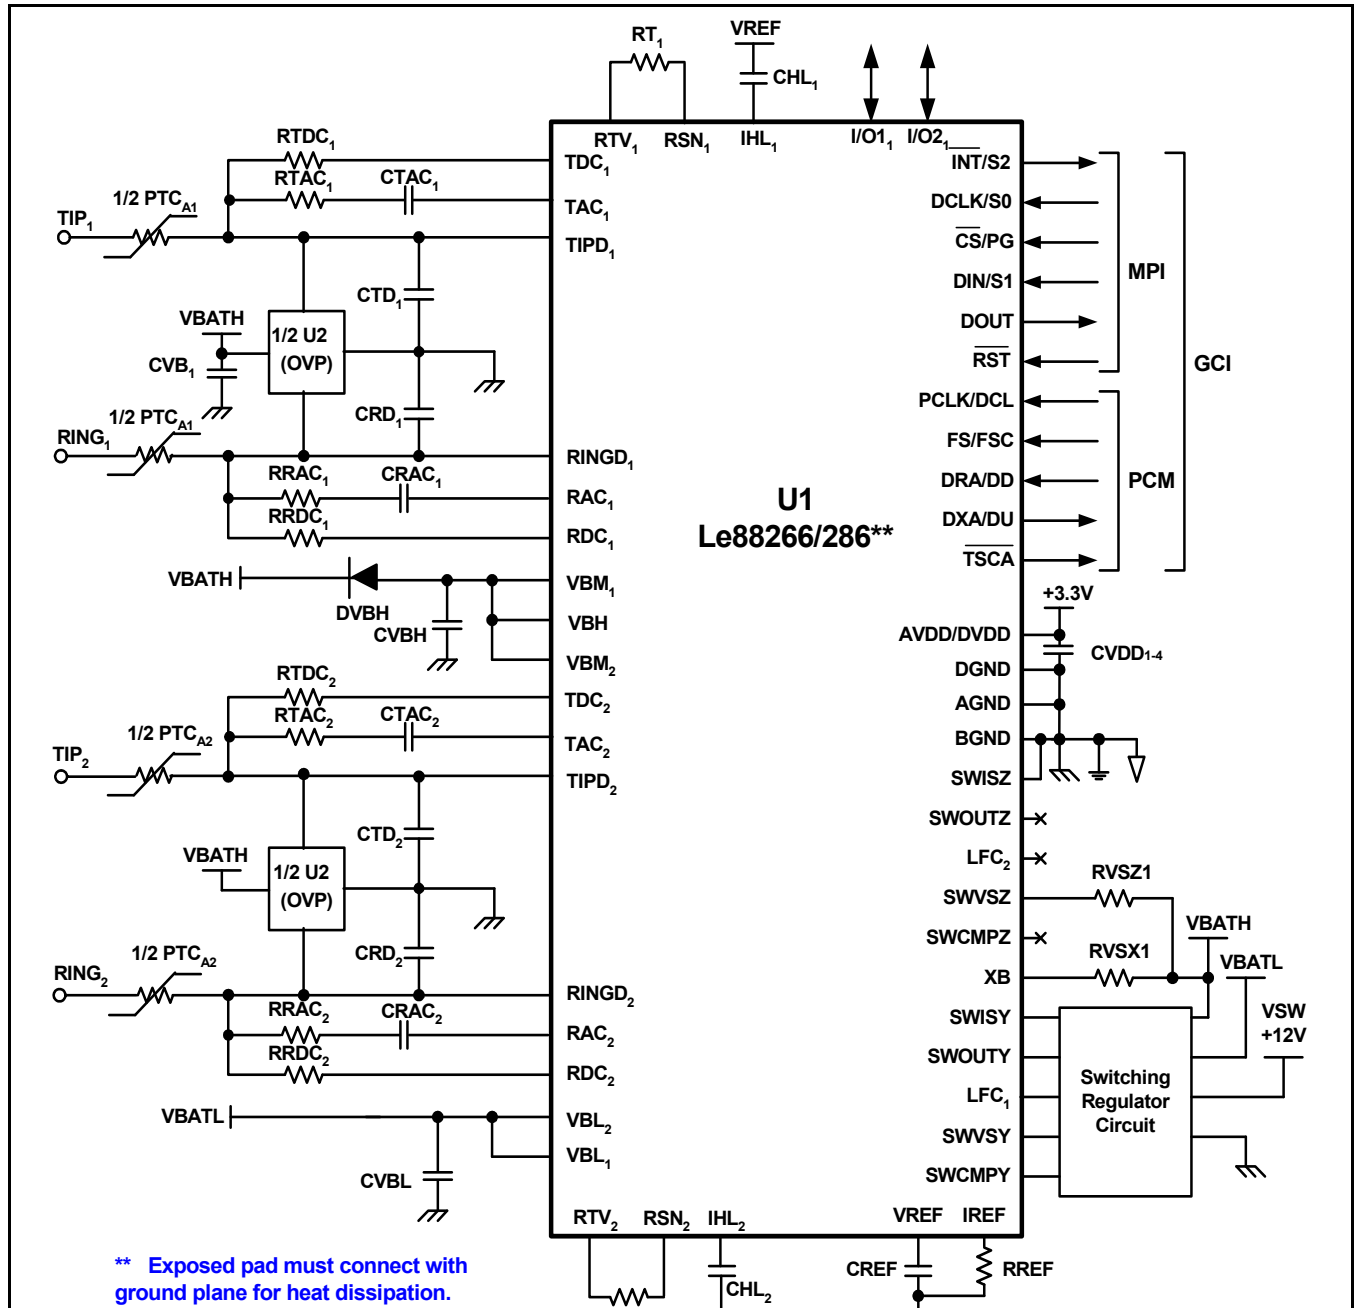 RT1
VREF
CHL1
RTV1
RSN1
IHL1
I/O11
I/O21
RTDC1
RTAC1
CTAC1
1/2 PTCA1
TIP1
TDC1
TAC1
TIPD1
CTD1
VBATH
1/2 U2
(OVP)
CVB1
CRD1
1/2 PTCA1
RING1
RINGD1
RRAC1
CRAC1
RAC1
RRDC1
RDC1
VBATH
DVBH
CVBH
VBM1
VBH
VBM2
RTDC2
RTAC2
CTAC2
1/2 PTCA2
TIP2
TDC2
TAC2
TIPD2
CTD2
VBATH
1/2 U2
(OVP)
CRD2
1/2 PTCA2
RING2
RINGD2
RRAC2
CRAC2
RAC2
RRDC2
RDC2
VBATL
CVBL
VBL2
VBL1
U1
Le88266/286**
INT/S2
DCLK/S0
CS/PG
DIN/S1
DOUT
RST
MPI
PCLK/DCL
FS/FSC
DRA/DD
DXA/DU
TSCA
PCM
GCI
+3.3V
AVDD/DVDD
CVDD1-4
DGND
AGND
BGND
SWISZ
SWOUTZ
LFC2
SWVSZ
RVSZ1
SWCMPZ
VBATH
XB
RVSX1
VBATL
SWISY
VSW
+12V
SWOUTY
LFC1
SWVSY
SWCMPY
Switching
Regulator
Circuit
RTV2
RSN2
IHL2
VREF
IREF
CHL2
CREF
RREF
** Exposed pad must connect with
ground plane for heat dissipation.